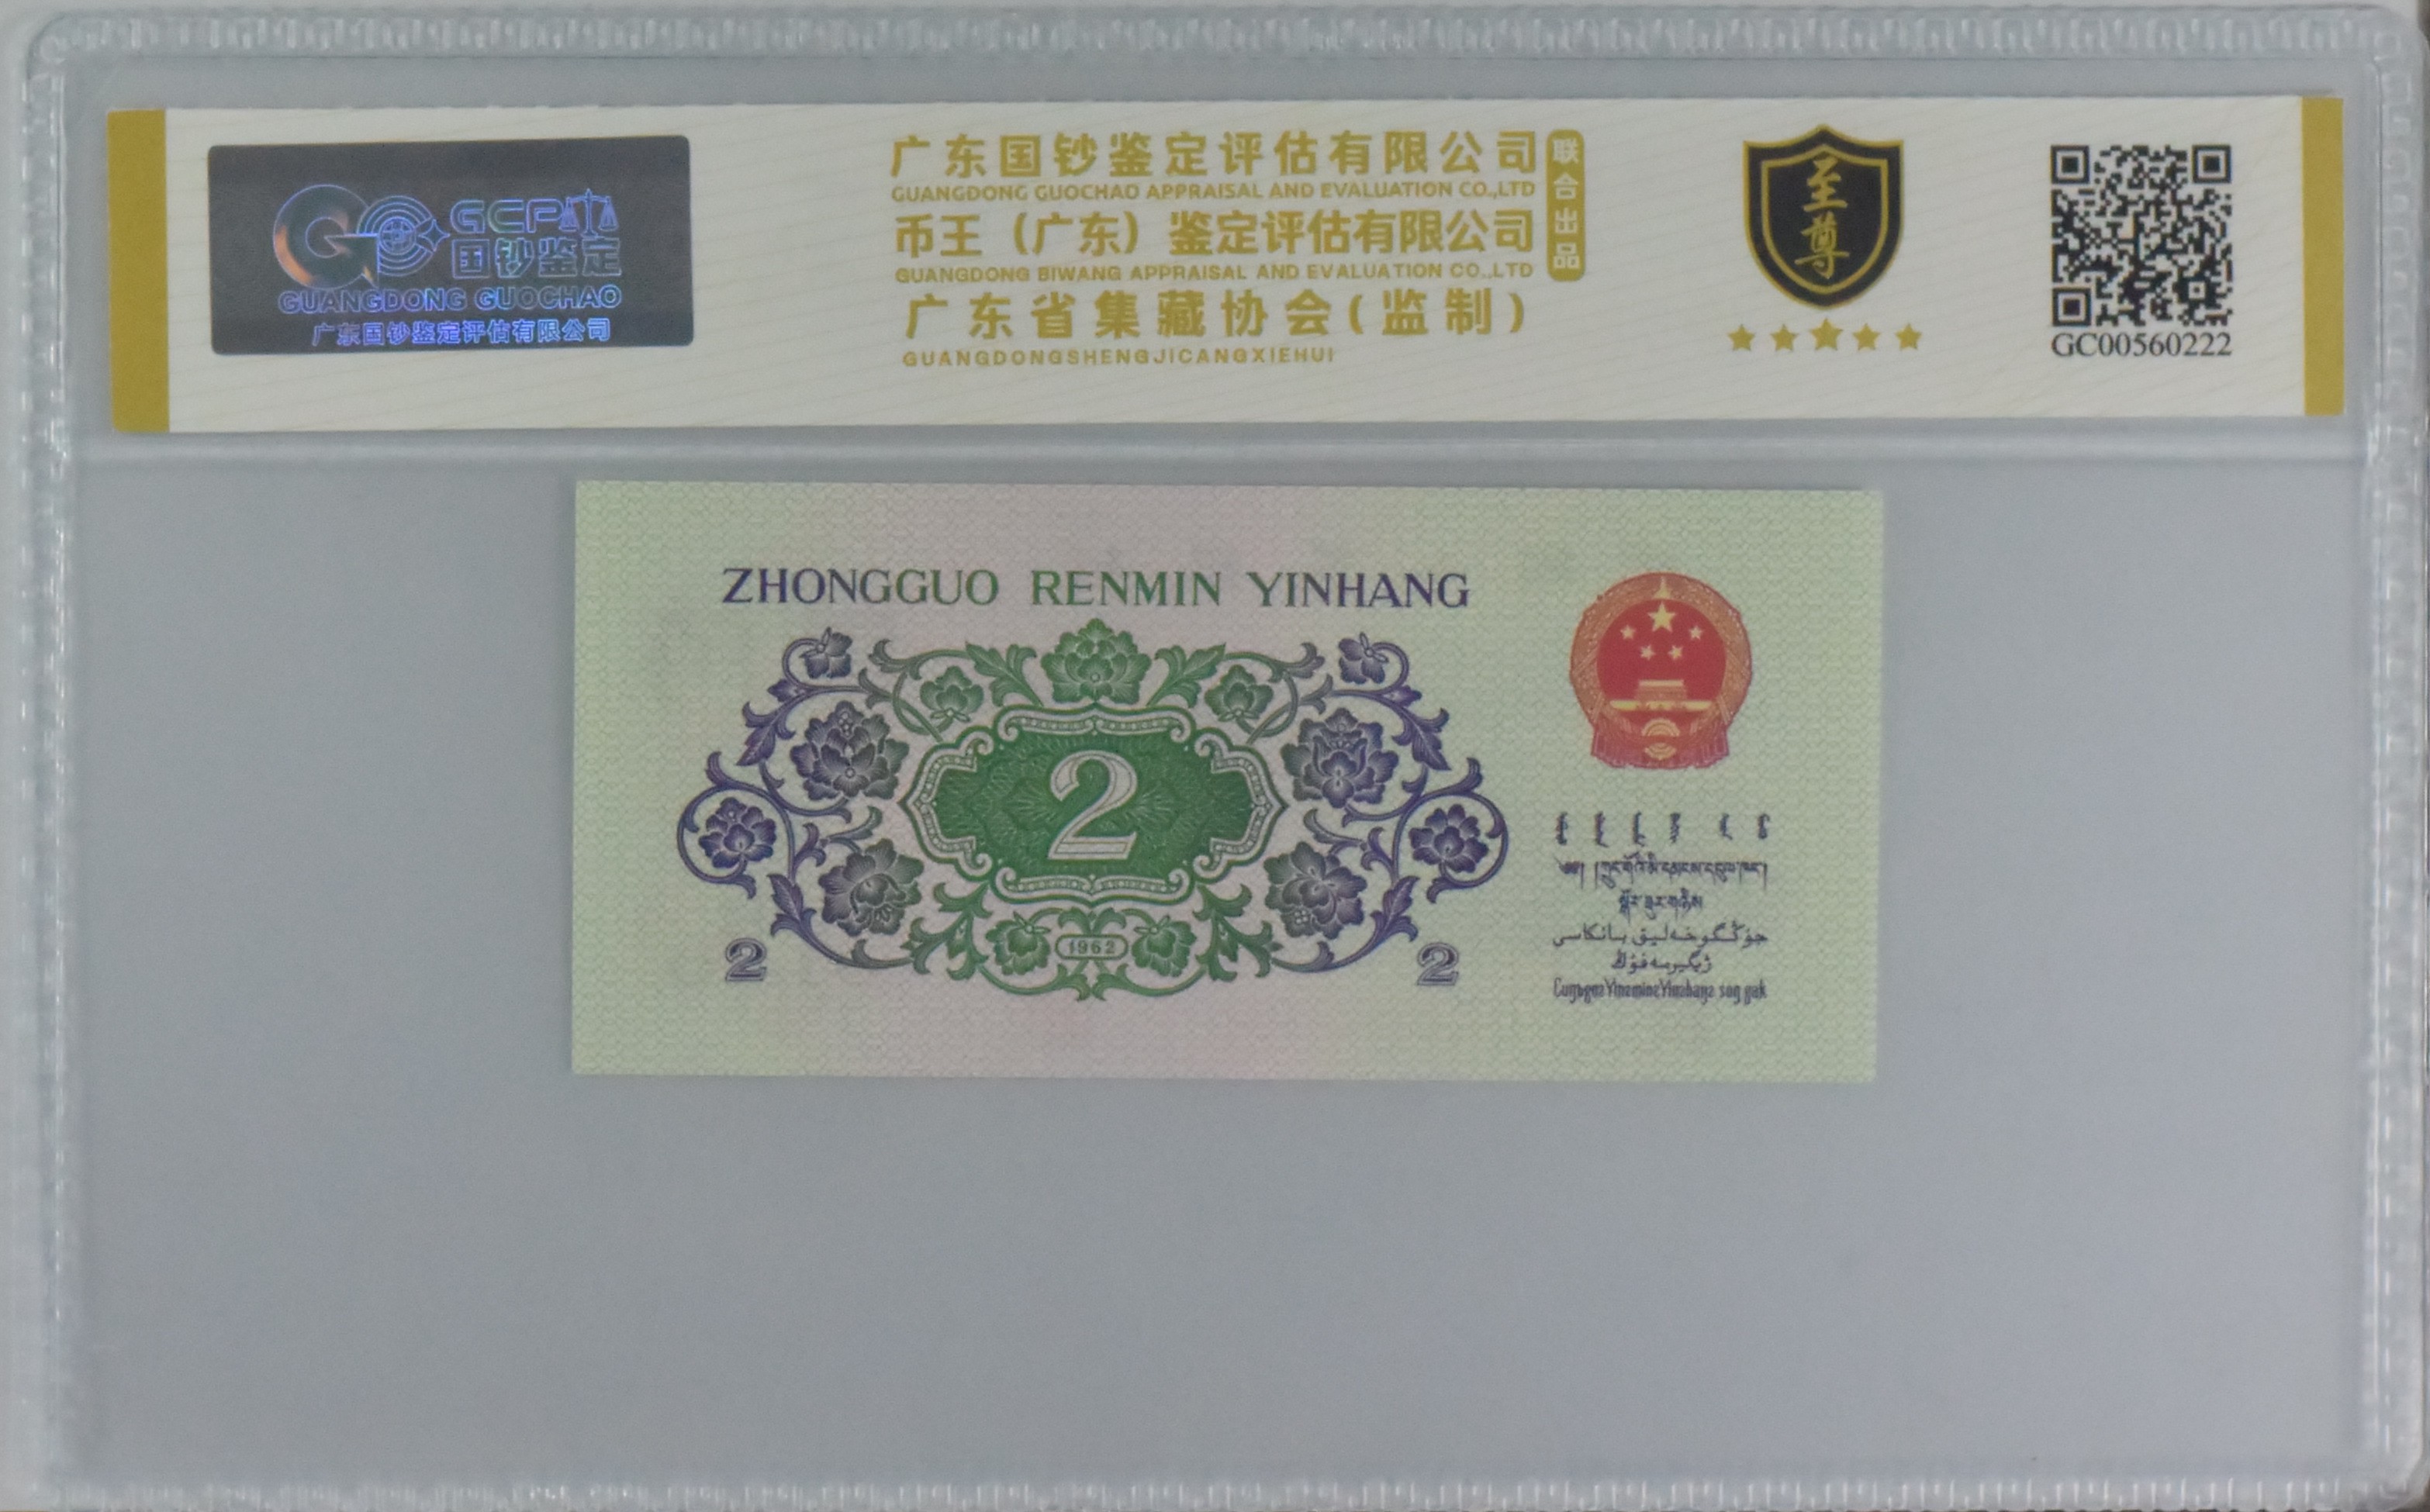 GCPA
国钞鉴定
GUANGDONG GUOCHAO
广东国钞鉴定评估有限公司
广东国钞鉴定评估有限公司
GUANGDONG GUOCHAO APPRAISAL AND EVALUATION CO.,LTD
币王（广东）鉴定评估有限公司
GUANGDONG BIWANG APPRAISAL AND EVALUATION CO.,LTD
广东省集藏协会(监制)
GUANGDONGSHENGJICANGXIEHUI
联合出品
至尊
GC00560222
ZHONGGUO RENMIN YINHANG
2
1962
2
2
جۇڭگو خەلىق بانكاسى